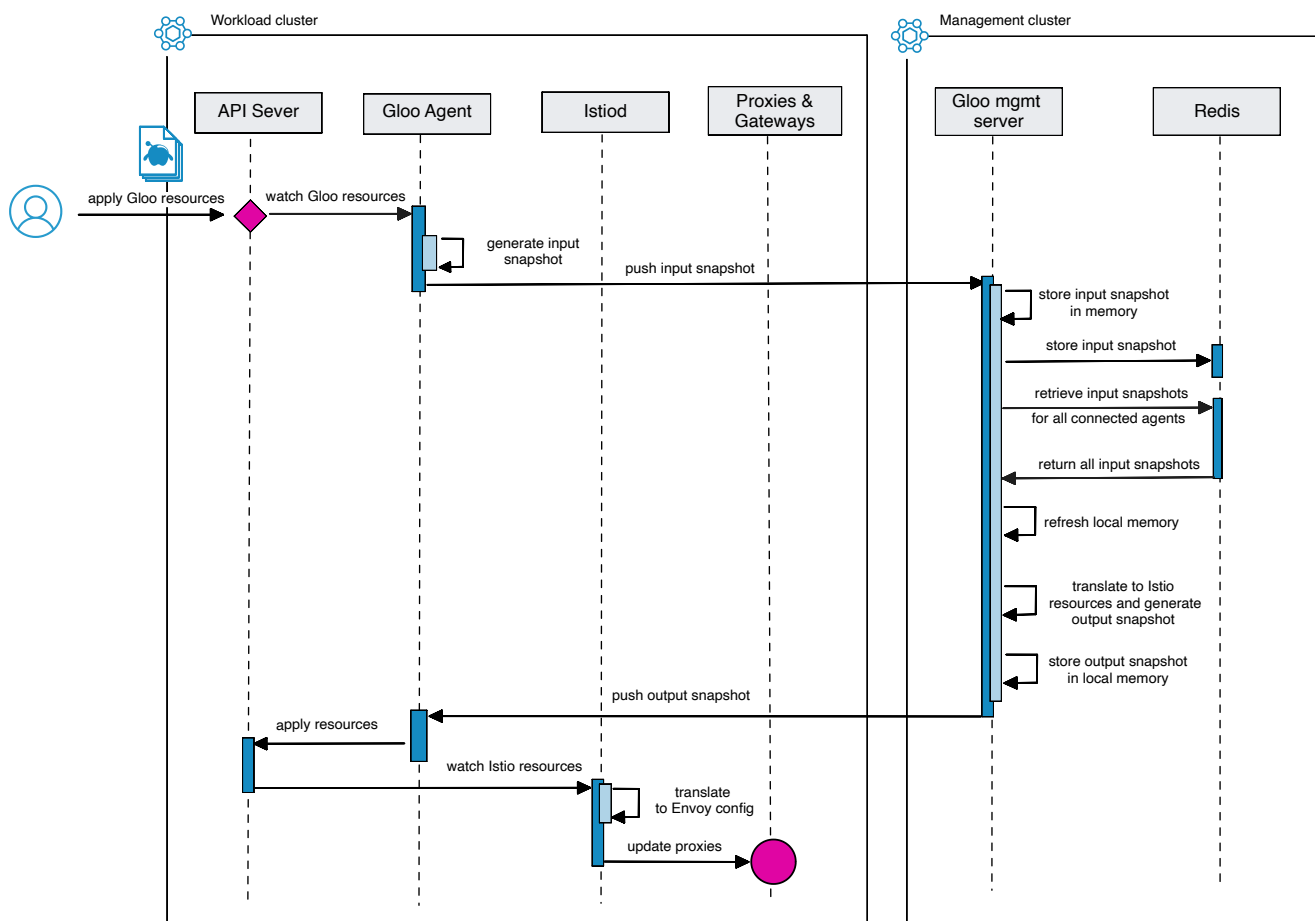 Workload cluster
Management cluster
API Sever
Gloo Agent
Istiod
Proxies &
Gateways
Gloo mgmt
server
Redis
apply Gloo resources
watch Gloo resources
generate input
snapshot
push input snapshot
store input snapshot
in memory
store input snapshot
retrieve input snapshots
for all connected agents
return all input snapshots
refresh local memory
translate to Istio
resources and generate
output snapshot
store output snapshot
in local memory
push output snapshot
apply resources
watch Istio resources
translate
to Envoy config
update proxies